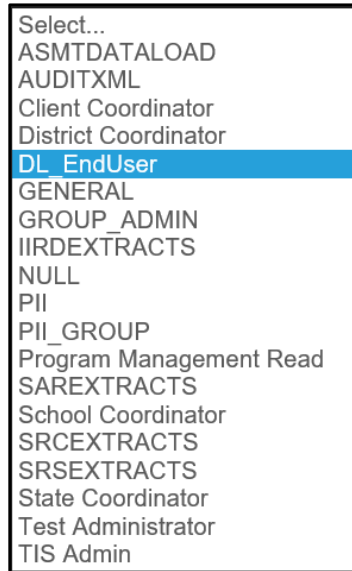 Select...
ASMTDATALOAD
AUDITXML
Client Coordinator
District Coordinator
DL_EndUser
GENERAL
GROUP_ADMIN
IIRDEXTRACTS
NULL
PII
PII_GROUP
Program Management Read
SAREXTRACTS
School Coordinator
SRCEXTRACTS
SRSEXTRACTS
State Coordinator
Test Administrator
TIS Admin